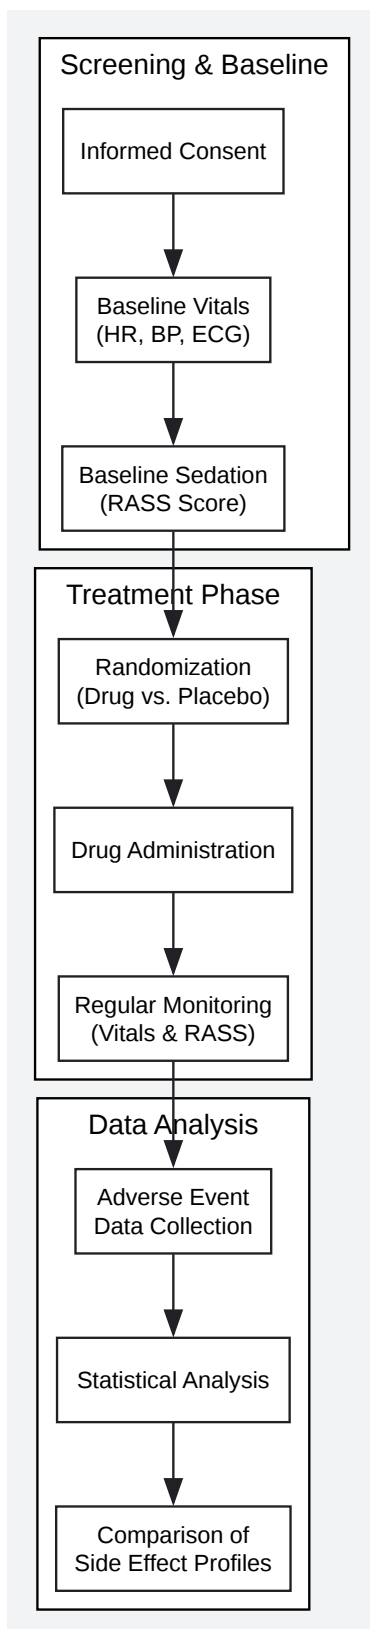 Screening & Baseline
Informed Consent
Baseline Vitals
(HR, BP, ECG)
Baseline Sedation
(RASS Score)
Treatment Phase
Randomization
(Drug vs. Placebo)
Drug Administration
Regular Monitoring
(Vitals & RASS)
Data Analysis
Adverse Event
Data Collection
Statistical Analysis
Comparison of
Side Effect Profiles